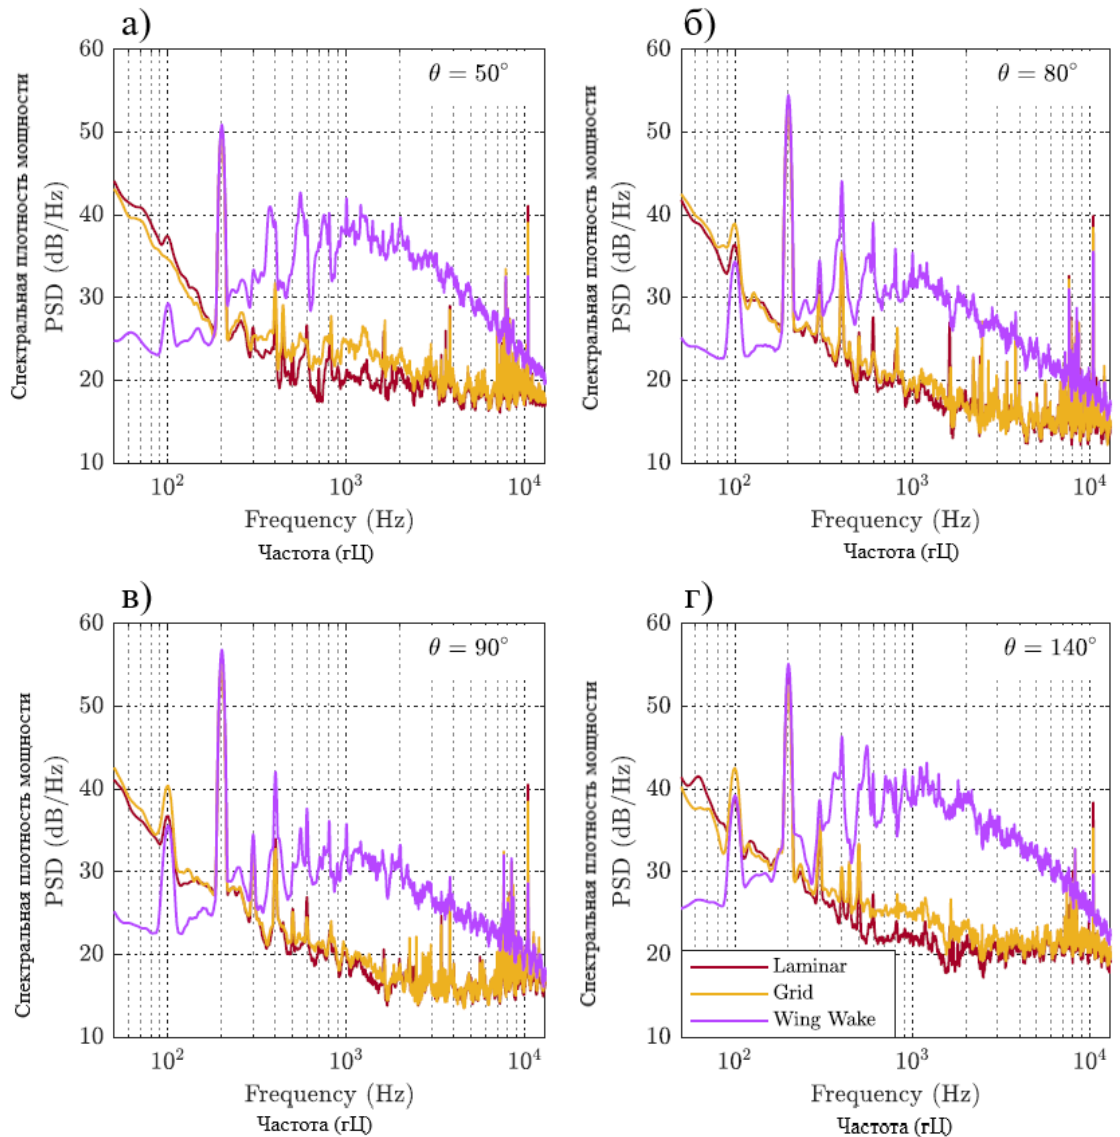 а)
60
50
40
30
20
10
θ = 50°
Спектральная плотность мощности
PSD (dB/Hz)
10² 10³ 10⁴
Frequency (Hz)
Частота (гЦ)
б)
60
50
40
30
20
10
θ = 80°
Спектральная плотность мощности
PSD (dB/Hz)
10² 10³ 10⁴
Frequency (Hz)
Частота (гЦ)
в)
60
50
40
30
20
10
θ = 90°
Спектральная плотность мощности
PSD (dB/Hz)
10² 10³ 10⁴
Frequency (Hz)
Частота (гЦ)
г)
60
50
40
30
20
10
θ = 140°
Спектральная плотность мощности
PSD (dB/Hz)
Laminar
Grid
Wing Wake
10² 10³ 10⁴
Frequency (Hz)
Частота (гЦ)